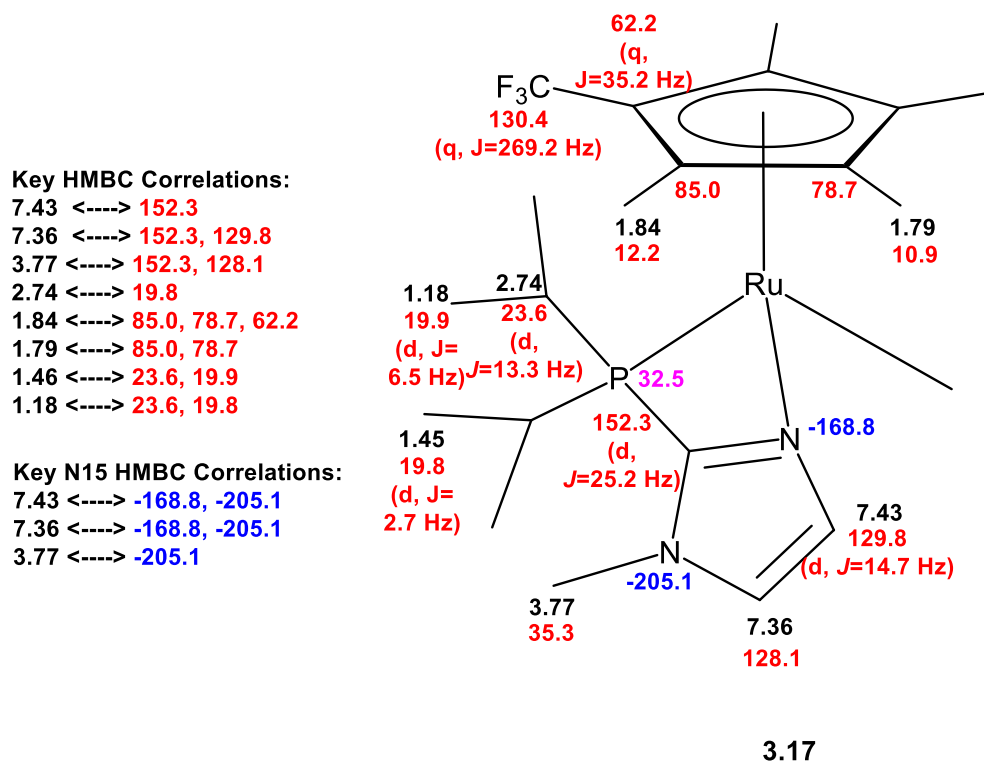 62.2
(q,
J=35.2 Hz)
F3C
130.4
(q, J=269.2 Hz)
85.0
78.7
1.84
12.2
1.79
10.9
Key HMBC Correlations:
7.43 <----> 152.3
7.36 <----> 152.3, 129.8
3.77 <----> 152.3, 128.1
2.74 <----> 19.8
1.84 <----> 85.0, 78.7, 62.2
1.79 <----> 85.0, 78.7
1.46 <----> 23.6, 19.9
1.18 <----> 23.6, 19.8
Key N15 HMBC Correlations:
7.43 <----> -168.8, -205.1
7.36 <----> -168.8, -205.1
3.77 <----> -205.1
Ru
1.18
19.9
(d, J=
6.5 Hz)
2.74
23.6
(d,
J=13.3 Hz)
P 32.5
1.45
19.8
(d, J=
2.7 Hz)
152.3
(d,
J=25.2 Hz)
N -168.8
N
-205.1
7.43
129.8
(d, J=14.7 Hz)
3.77
35.3
7.36
128.1
3.17